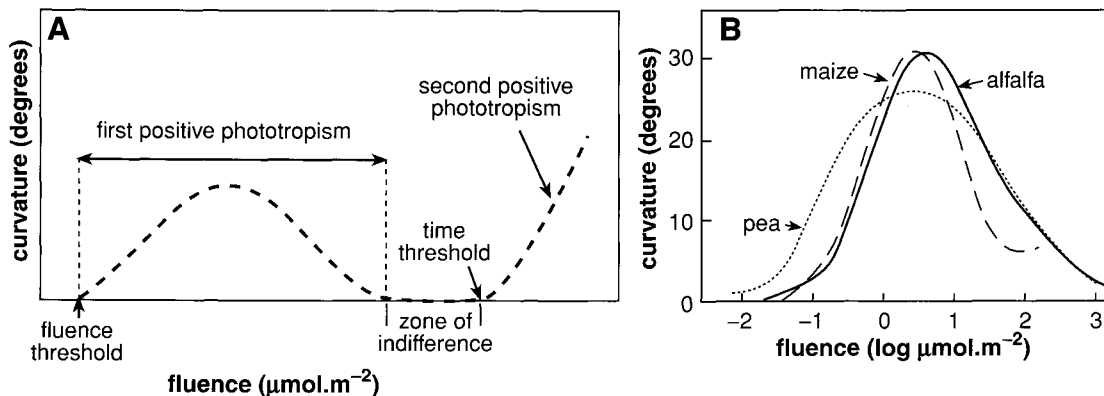 A
curvature (degrees)
first positive phototropism
second positive
phototropism
time
threshold
fluence
threshold
zone of
indifference
fluence (μmol.m⁻²)
B
curvature (degrees)
30
20
10
0
maize
alfalfa
pea
−2
−1
0
1
2
3
fluence (log μmol.m⁻²)